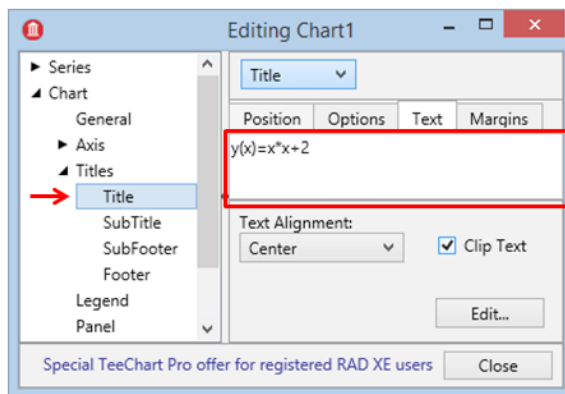 Editing Chart1
Series
Chart
General
Axis
Titles
Title
SubTitle
SubFooter
Footer
Legend
Panel
Title
Position Options Text Margins
y(x)=x*x+2
Text Alignment:
Center
Clip Text
Edit...
Special TeeChart Pro offer for registered RAD XE users
Close